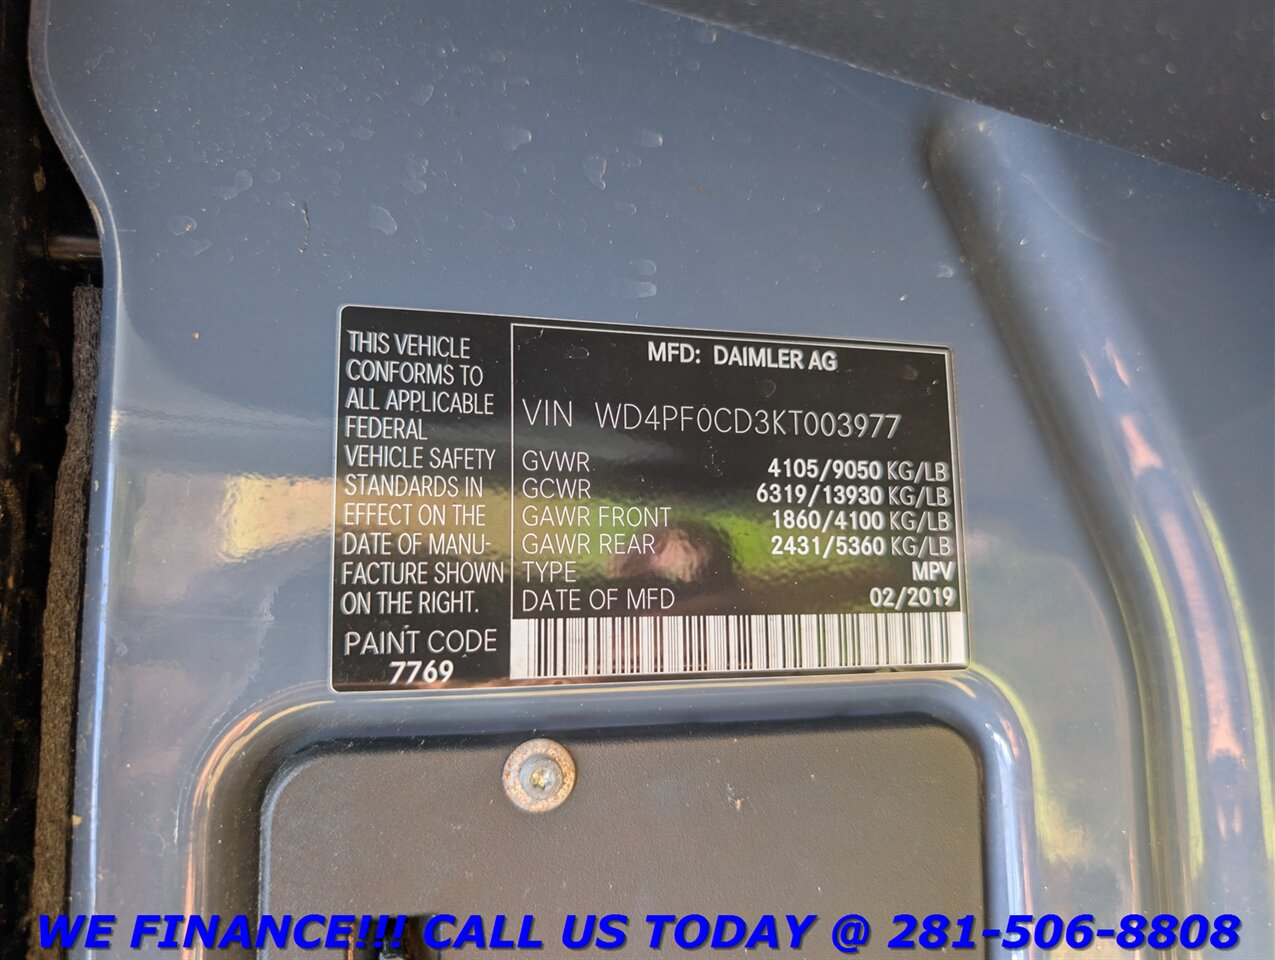 THIS VEHICLE
CONFORMS TO
ALL APPLICABLE
FEDERAL
VEHICLE SAFETY
STANDARDS IN
EFFECT ON THE
DATE OF MANU-
FACTURE SHOWN
ON THE RIGHT.
PAINT CODE
7769
MFD: DAIMLER AG
VIN WD4PF0CD3KT003977
GVWR 4105/9050 KG/LB
GCWR 6319/13930 KG/LB
GAWR FRONT 1860/4100 KG/LB
GAWR REAR 2431/5360 KG/LB
TYPE MPV
DATE OF MFD 02/2019
WE FINANCE!!! CALL US TODAY @ 281-506-8808